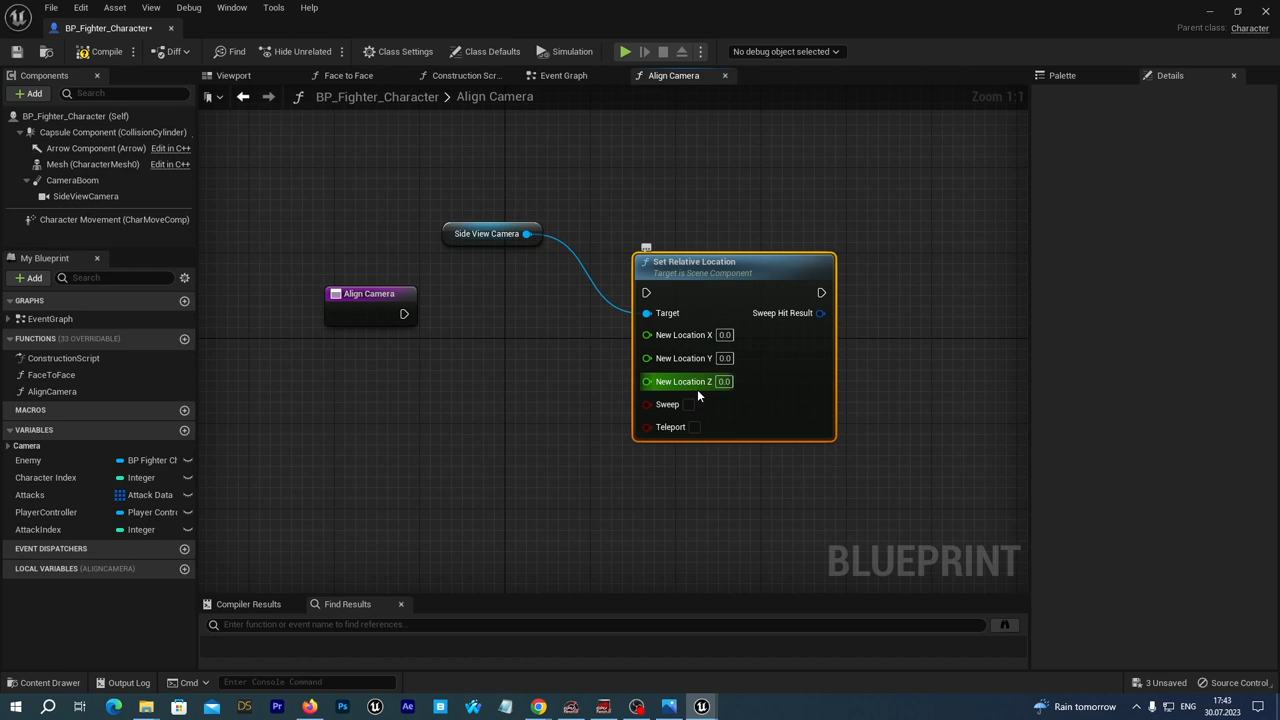 File Edit Asset View Debug Window Tools Help
BP_Fighter_Character*
Parent class: Character
Compile Diff Find Hide Unrelated Class Settings Class Defaults Simulation No debug object selected
Components
Viewport Face to Face Construction Scr... Event Graph Align Camera Palette Details
Add Search
BP_Fighter_Character > Align Camera Zoom 1:1
BP_Fighter_Character (Self)
Capsule Component (CollisionCylinder)
Arrow Component (Arrow) Edit in C++
Mesh (CharacterMesh0) Edit in C++
CameraBoom
SideViewCamera
Character Movement (CharMoveComp)
My Blueprint
Add Search
GRAPHS
EventGraph
FUNCTIONS (33 OVERRIDABLE)
ConstructionScript
FaceToFace
AlignCamera
MACROS
VARIABLES
Camera
Enemy BP Fighter Ch
Character Index Integer
Attacks Attack Data
PlayerController Player Contro
AttackIndex Integer
EVENT DISPATCHERS
LOCAL VARIABLES (ALIGNCAMERA)
Side View Camera
Align Camera
Set Relative Location
Target is Scene Component
Target Sweep Hit Result
New Location X 0.0
New Location Y 0.0
New Location Z 0.0
Sweep
Teleport
BLUEPRINT
Compiler Results Find Results
Enter function or event name to find references...
Content Drawer Output Log Cmd Enter Console Command 3 Unsaved Source Control
Rain tomorrow ENG 17:43
30.07.2023